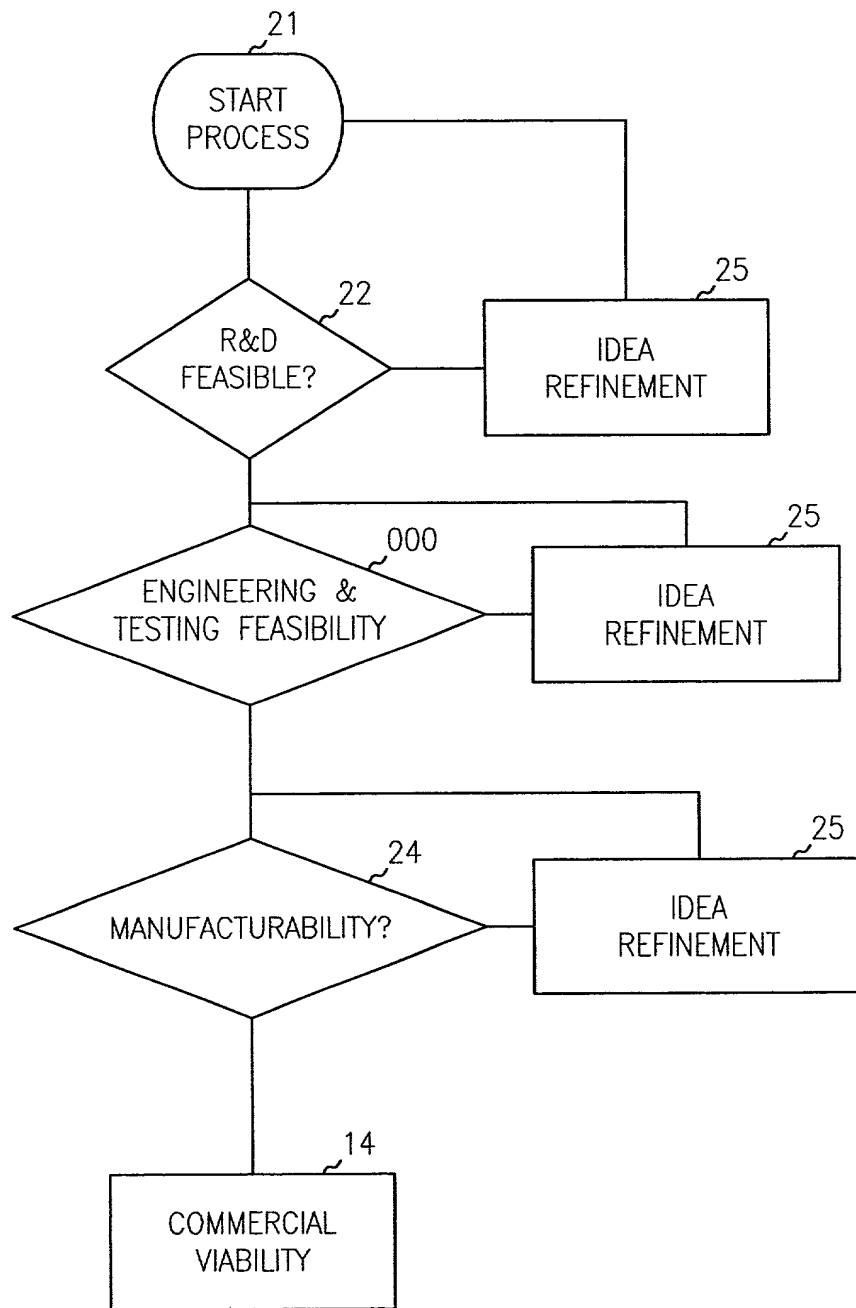 21
START
PROCESS
22
R&D
FEASIBLE?
25
IDEA
REFINEMENT
000
ENGINEERING &
TESTING FEASIBILITY
25
IDEA
REFINEMENT
24
MANUFACTURABILITY?
25
IDEA
REFINEMENT
14
COMMERCIAL
VIABILITY